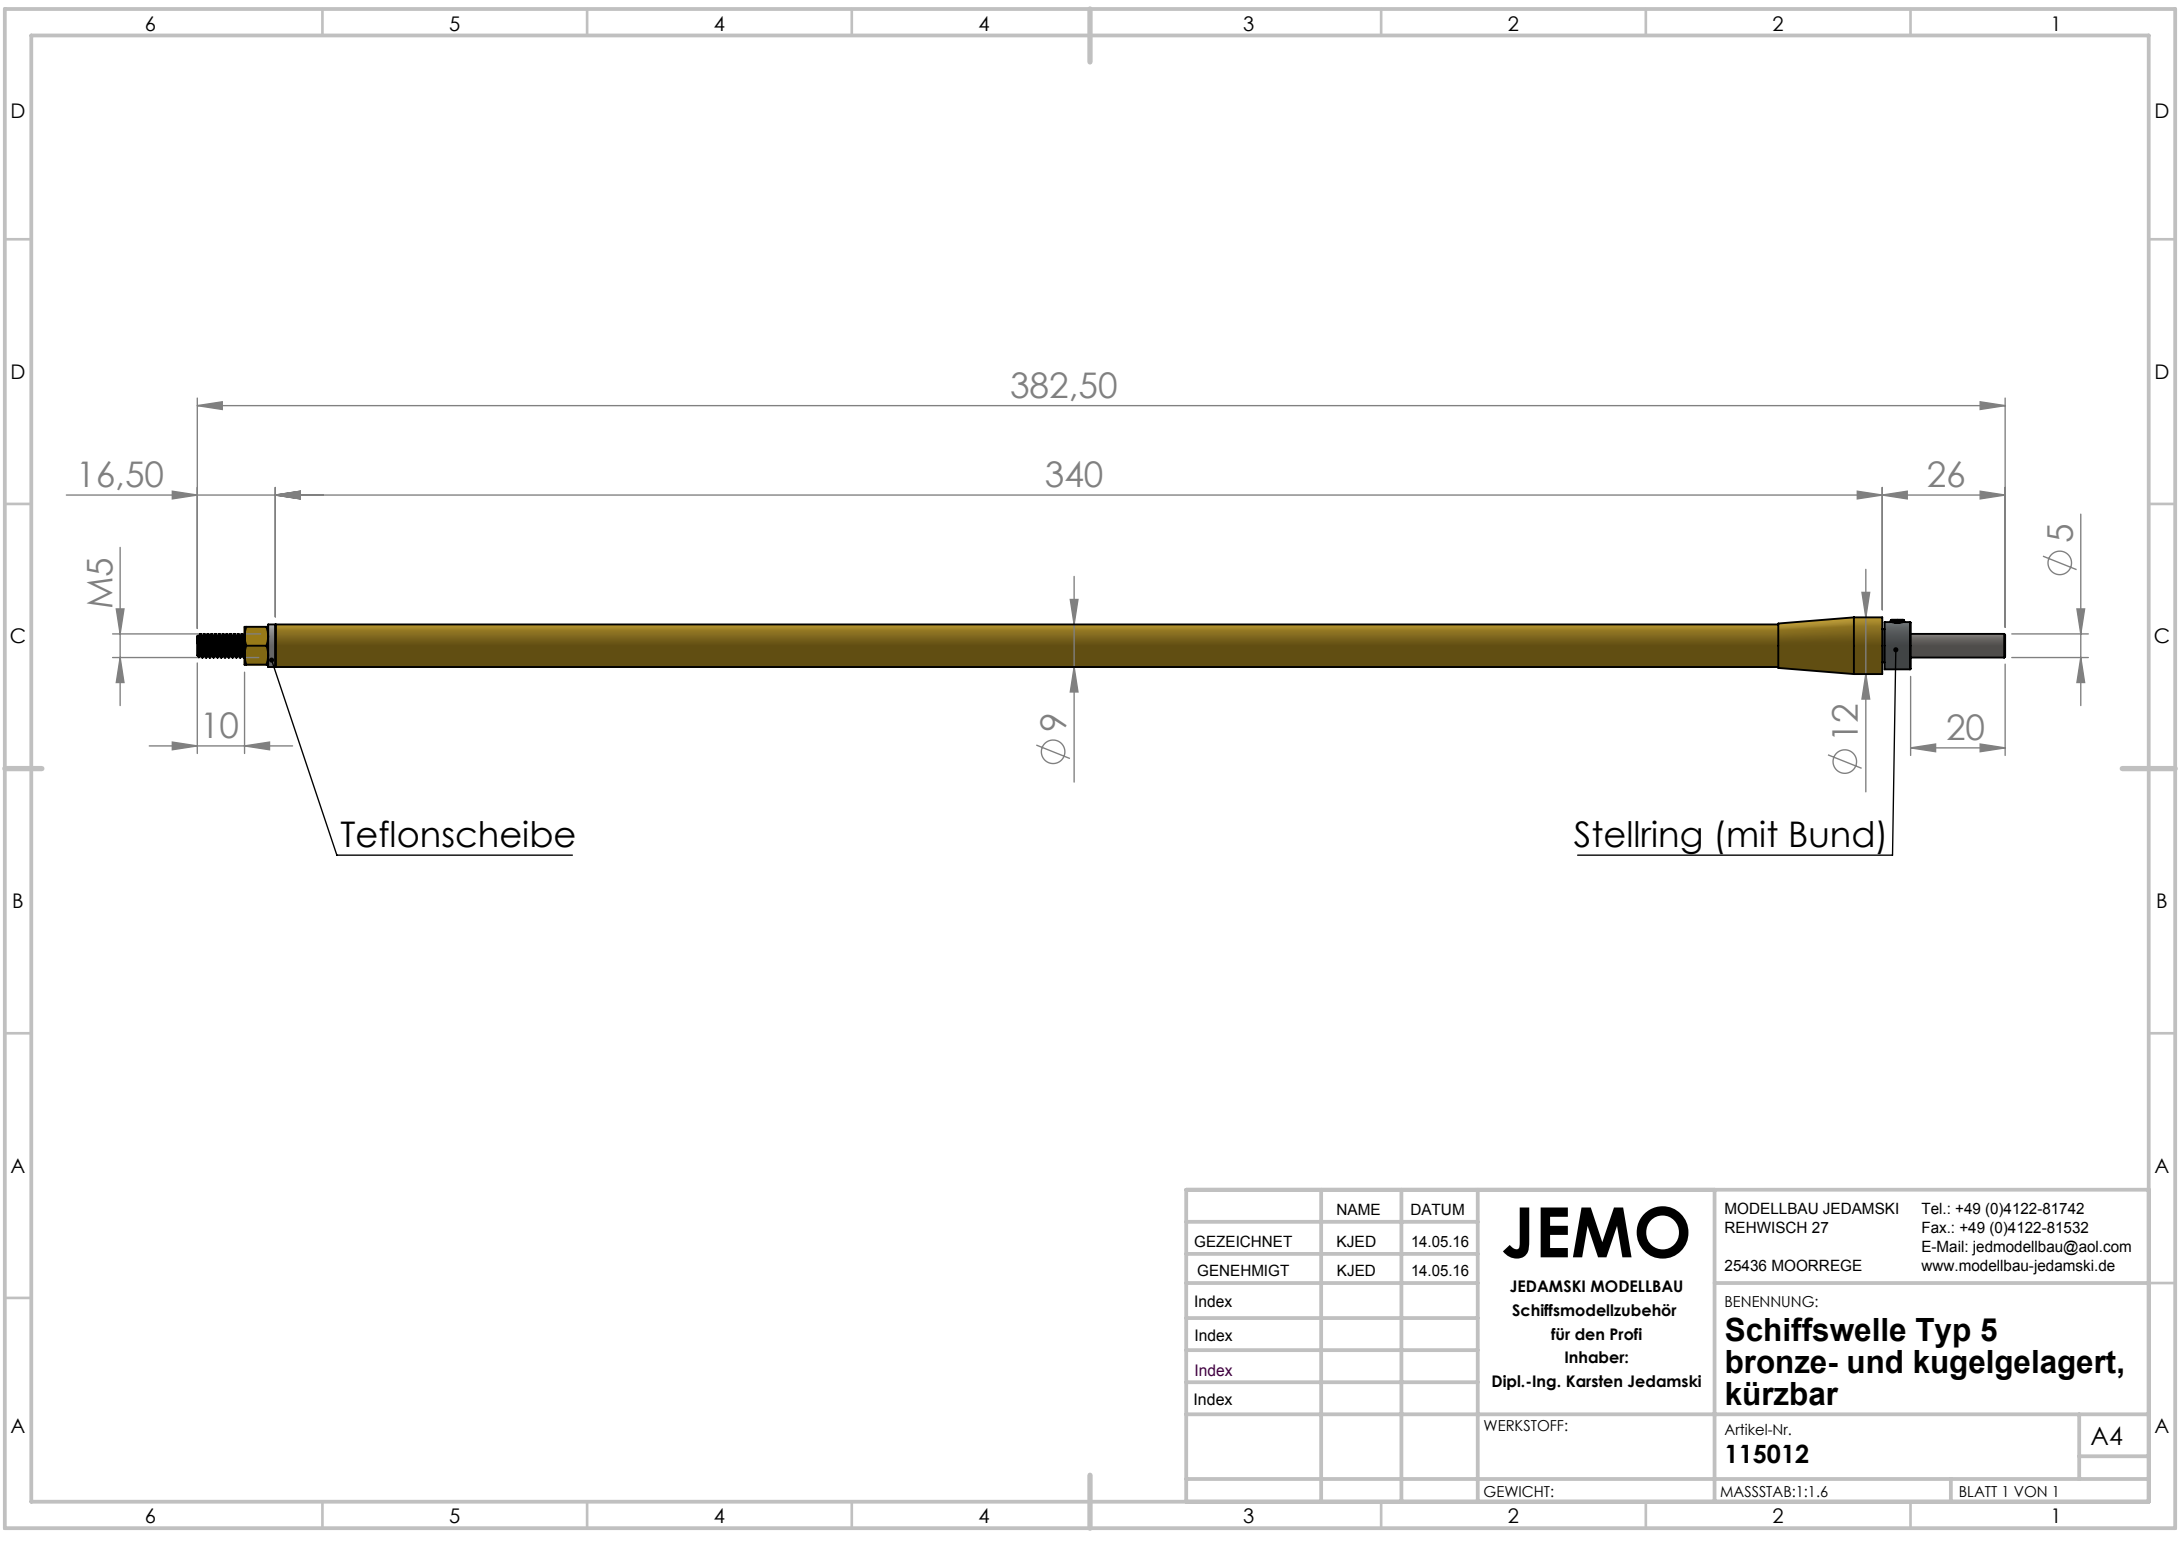 6 5 4 4 3 2 2 1
D D
382,50
D D
16,50 340 26
M5 Ø 5
C C
10 Ø 9 Ø 12 20
Teflonscheibe Stellring (mit Bund)
B B
A A
NAME DATUM
GEZEICHNET KJED 14.05.16
GENEHMIGT KJED 14.05.16
Index
Index
Index
Index
JEMO
JEDAMSKI MODELLBAU
Schiffsmodellzubehör
für den Profi
Inhaber:
Dipl.-Ing. Karsten Jedamski
MODELLBAU JEDAMSKI
REHWISCH 27
25436 MOORREGE
Tel.: +49 (0)4122-81742
Fax.: +49 (0)4122-81532
E-Mail: jedmodellbau@aol.com
www.modellbau-jedamski.de
BENENNUNG:
Schiffswelle Typ 5
bronze- und kugelgelagert,
kürzbar
WERKSTOFF:
Artikel-Nr.
115012
A4
A A
GEWICHT:
MASSSTAB:1:1.6
BLATT 1 VON 1
6 5 4 4 3 2 2 1